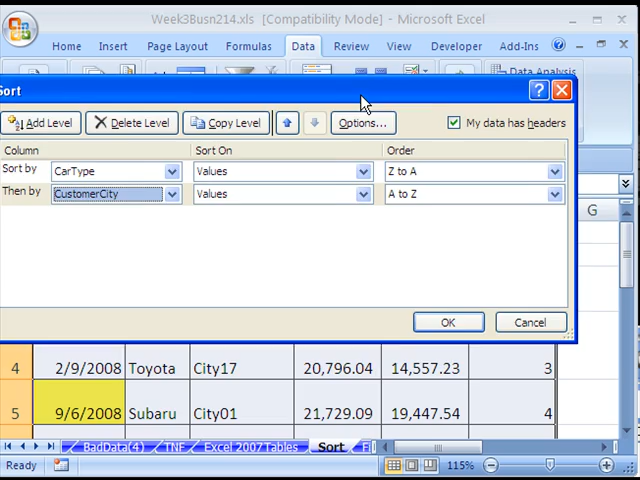 Week3Busn214.xls [Compatibility Mode] - Microsoft Excel
Home Insert Page Layout Formulas Data Review View Developer Add-Ins
Data Analysis
Sort
Add Level Delete Level Copy Level Options... My data has headers
Column Sort On Order
Sort by CarType Values Z to A
Then by CustomerCity Values A to Z
G
OK Cancel
4 2/9/2008 Toyota City17 20,796.04 14,557.23 3
5 9/6/2008 Subaru City01 21,729.09 19,447.54 4
BadData(4) TNF Excel 2007Tables Sort
Ready 115%